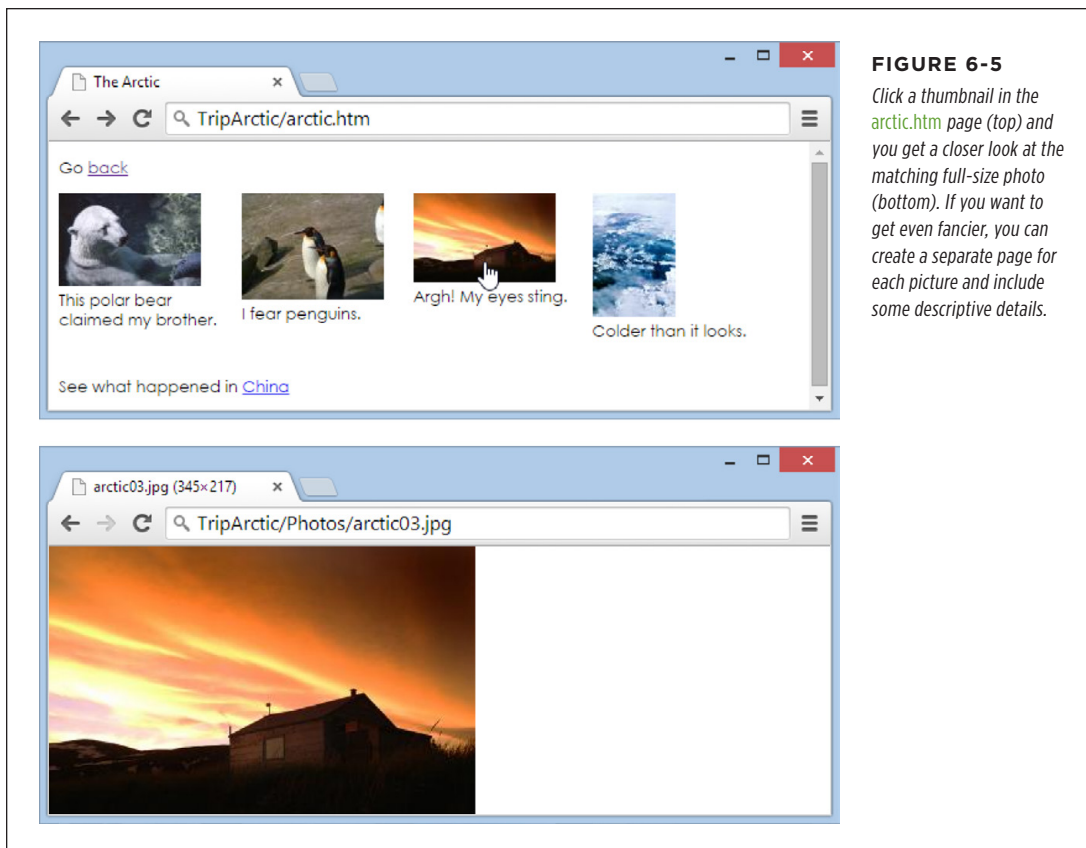 The Arctic
TripArctic/arctic.htm
Go back
This polar bear
claimed my brother.
I fear penguins.
Argh! My eyes sting.
Colder than it looks.
See what happened in China
arctic03.jpg (345×217)
TripArctic/Photos/arctic03.jpg
FIGURE 6-5
Click a thumbnail in the
arctic.htm page (top) and
you get a closer look at the
matching full-size photo
(bottom). If you want to
get even fancier, you can
create a separate page for
each picture and include
some descriptive details.